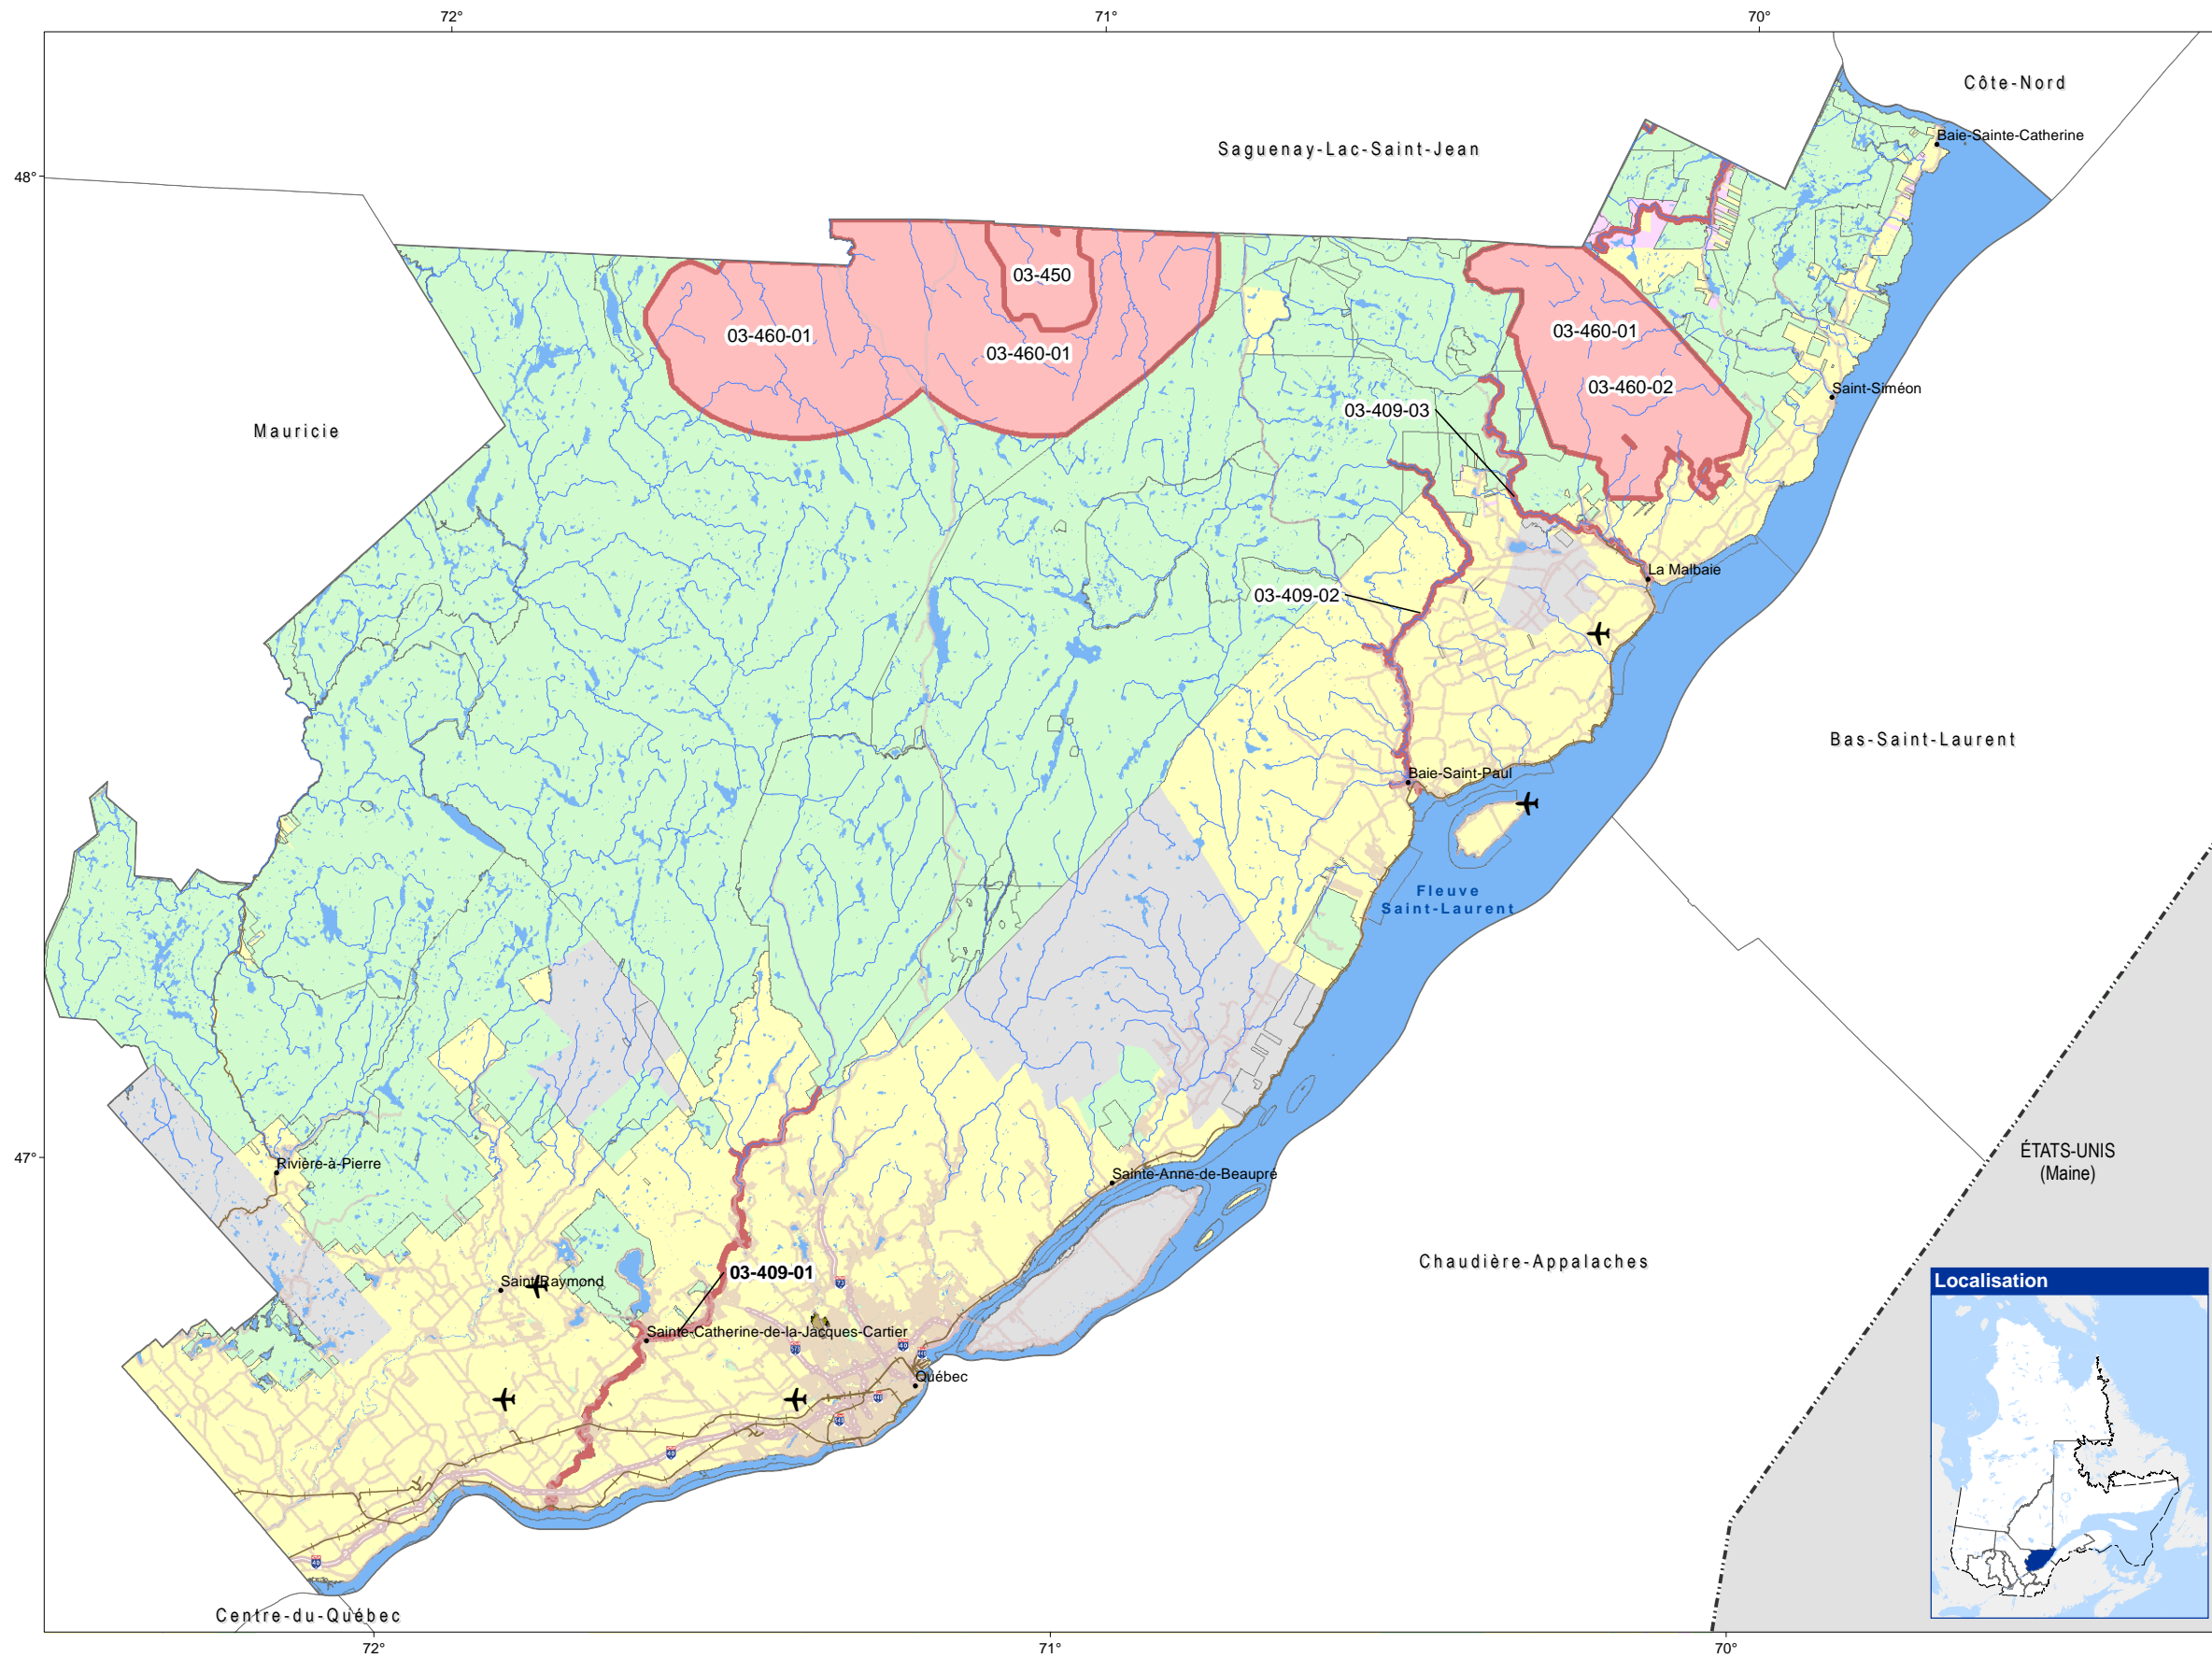 72°
71°
70°
Côte-Nord
Baie-Sainte-Catherine
Saguenay-Lac-Saint-Jean
48°
03-450
03-460-01
03-460-01
03-460-01
03-460-02
Saint-Siméon
03-409-03
Mauricie
La Malbaie
03-409-02
Bas-Saint-Laurent
Baie-Saint-Paul
Fleuve
Saint-Laurent
47°
ÉTATS-UNIS
(Maine)
Rivière-à-Pierre
Sainte-Anne-de-Beaupré
Chaudière-Appalaches
03-409-01
Saint-Raymond
73
Localisation
Sainte-Catherine-de-la-Jacques-Cartier
40
Québec
40
40
Centre-du-Québec
72°
71°
70°